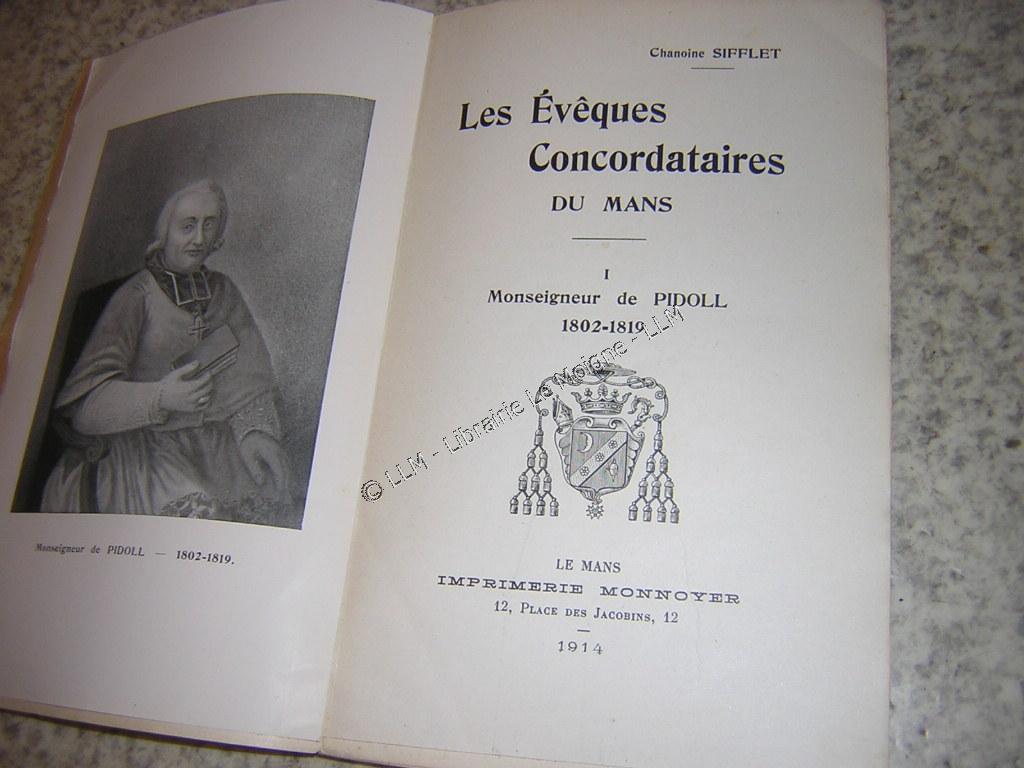 Monseigneur de PIDOLL — 1802-1819.
Chanoine SIFFLET
Les Évêques
Concordataires
DU MANS
I
Monseigneur de PIDOLL
1802-1819
© LLM - Librairie Le Moigne - LLM
LE MANS
IMPRIMERIE MONNOYER
12, PLACE DES JACOBINS, 12
1914